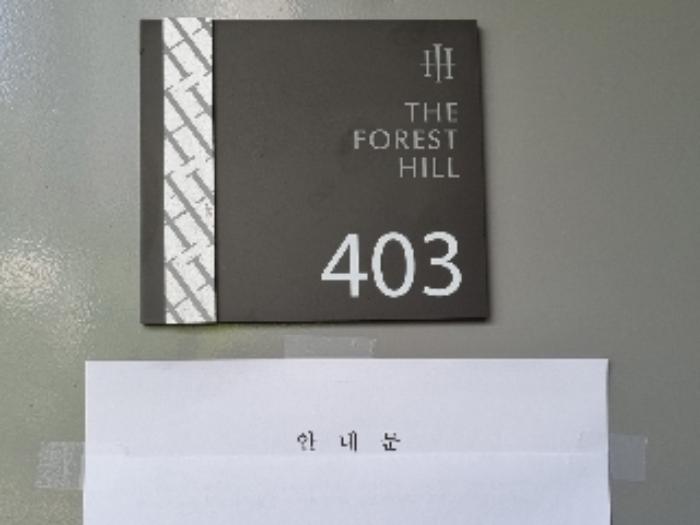 THE
FOREST
HILL
403
안 내 문